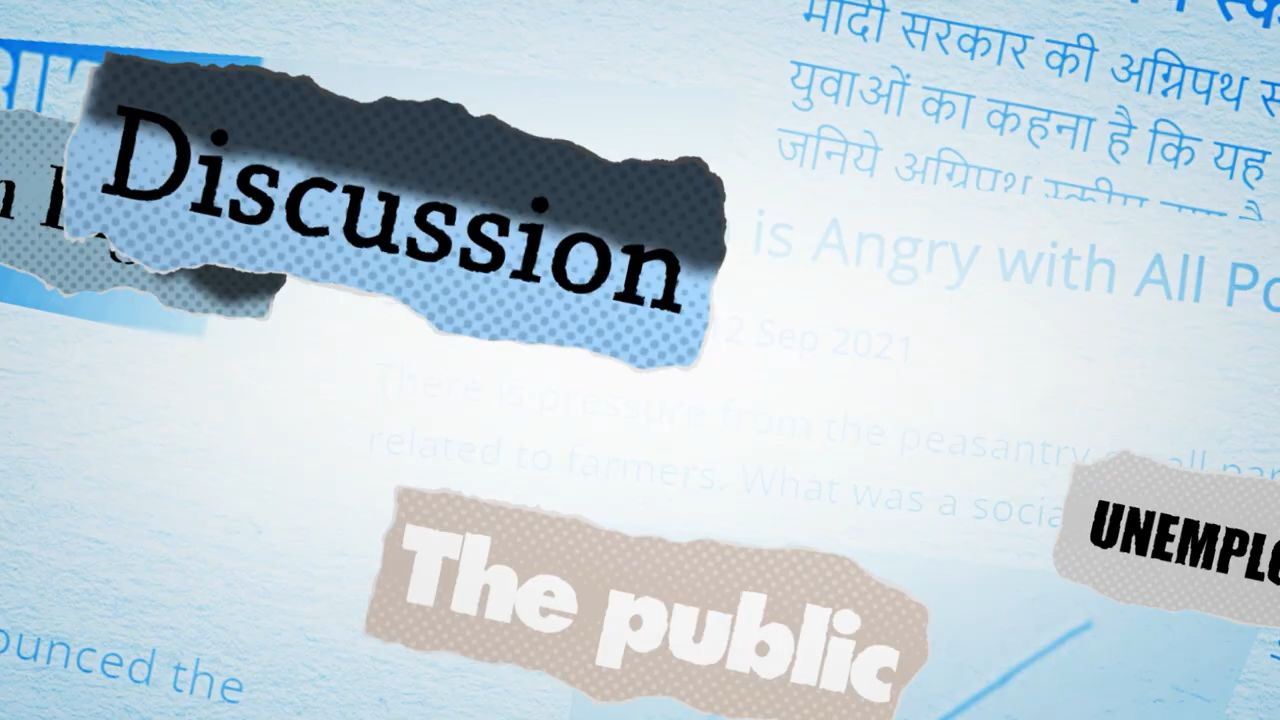 मोदी सरकार की अग्निपथ
युवाओं का कहना है कि यह
जनिये अग्निपथ
Discussion
is Angry with All Po
12 Sep 2021
There is pressure from the peasantry
related to farmers. What was a socia
UNEMPLO
The public
ounced the